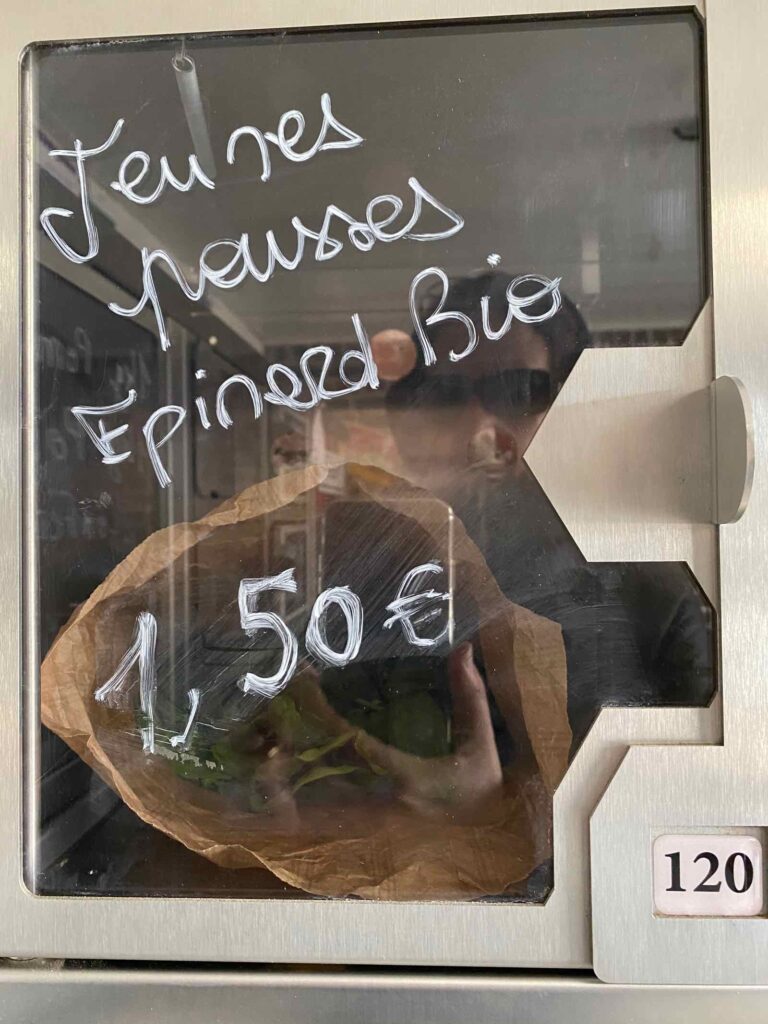 Jeunes
pousses
Epinard Bio
1,50€
120